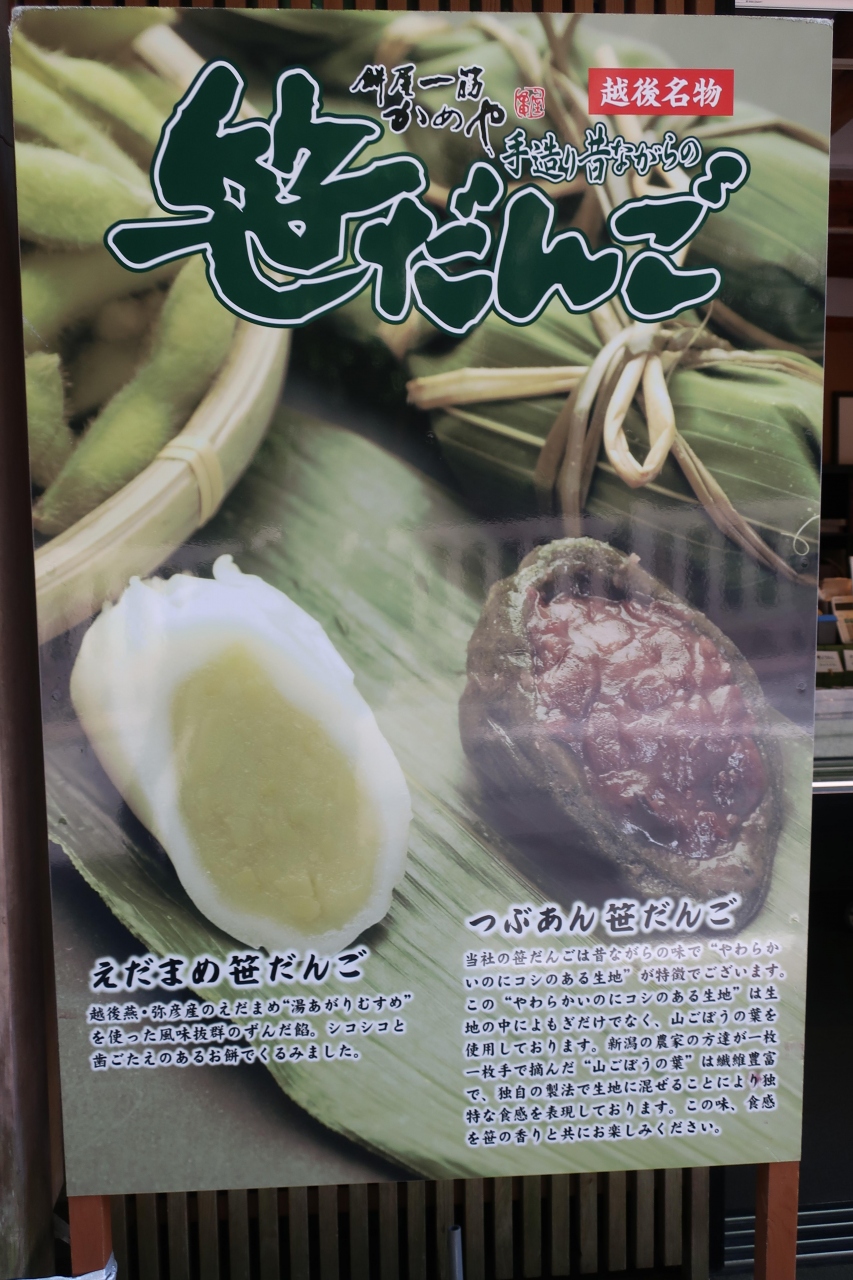 餅屋一筋
かめや
越後名物
手造り昔ながらの
笹だんご
えだまめ笹だんご
越後燕・弥彦産のえだまめ“湯あがりむすめ”
を使った風味抜群のずんだ餡。シコシコと
歯ごたえのあるお餅でくるみました。
つぶあん笹だんご
当社の笹だんごは昔ながらの味で“やわらか
いのにコシのある生地”が特徴でございます。
この“やわらかいのにコシのある生地”は生
地の中によもぎだけでなく、山ごぼうの葉を
使用しております。新潟の農家の方達が一枚
一枚手で摘んだ“山ごぼうの葉”は繊維豊富
で、独自の製法で生地に混ぜることにより独
特な食感を表現しております。この味、食感
を笹の香りと共にお楽しみください。